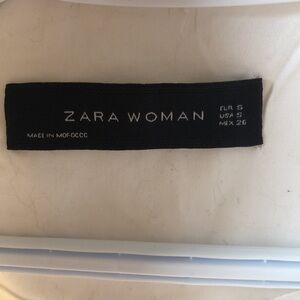 ZARA WOMAN
EUR S
USA S
MEX 26
MADE IN MOROCCO